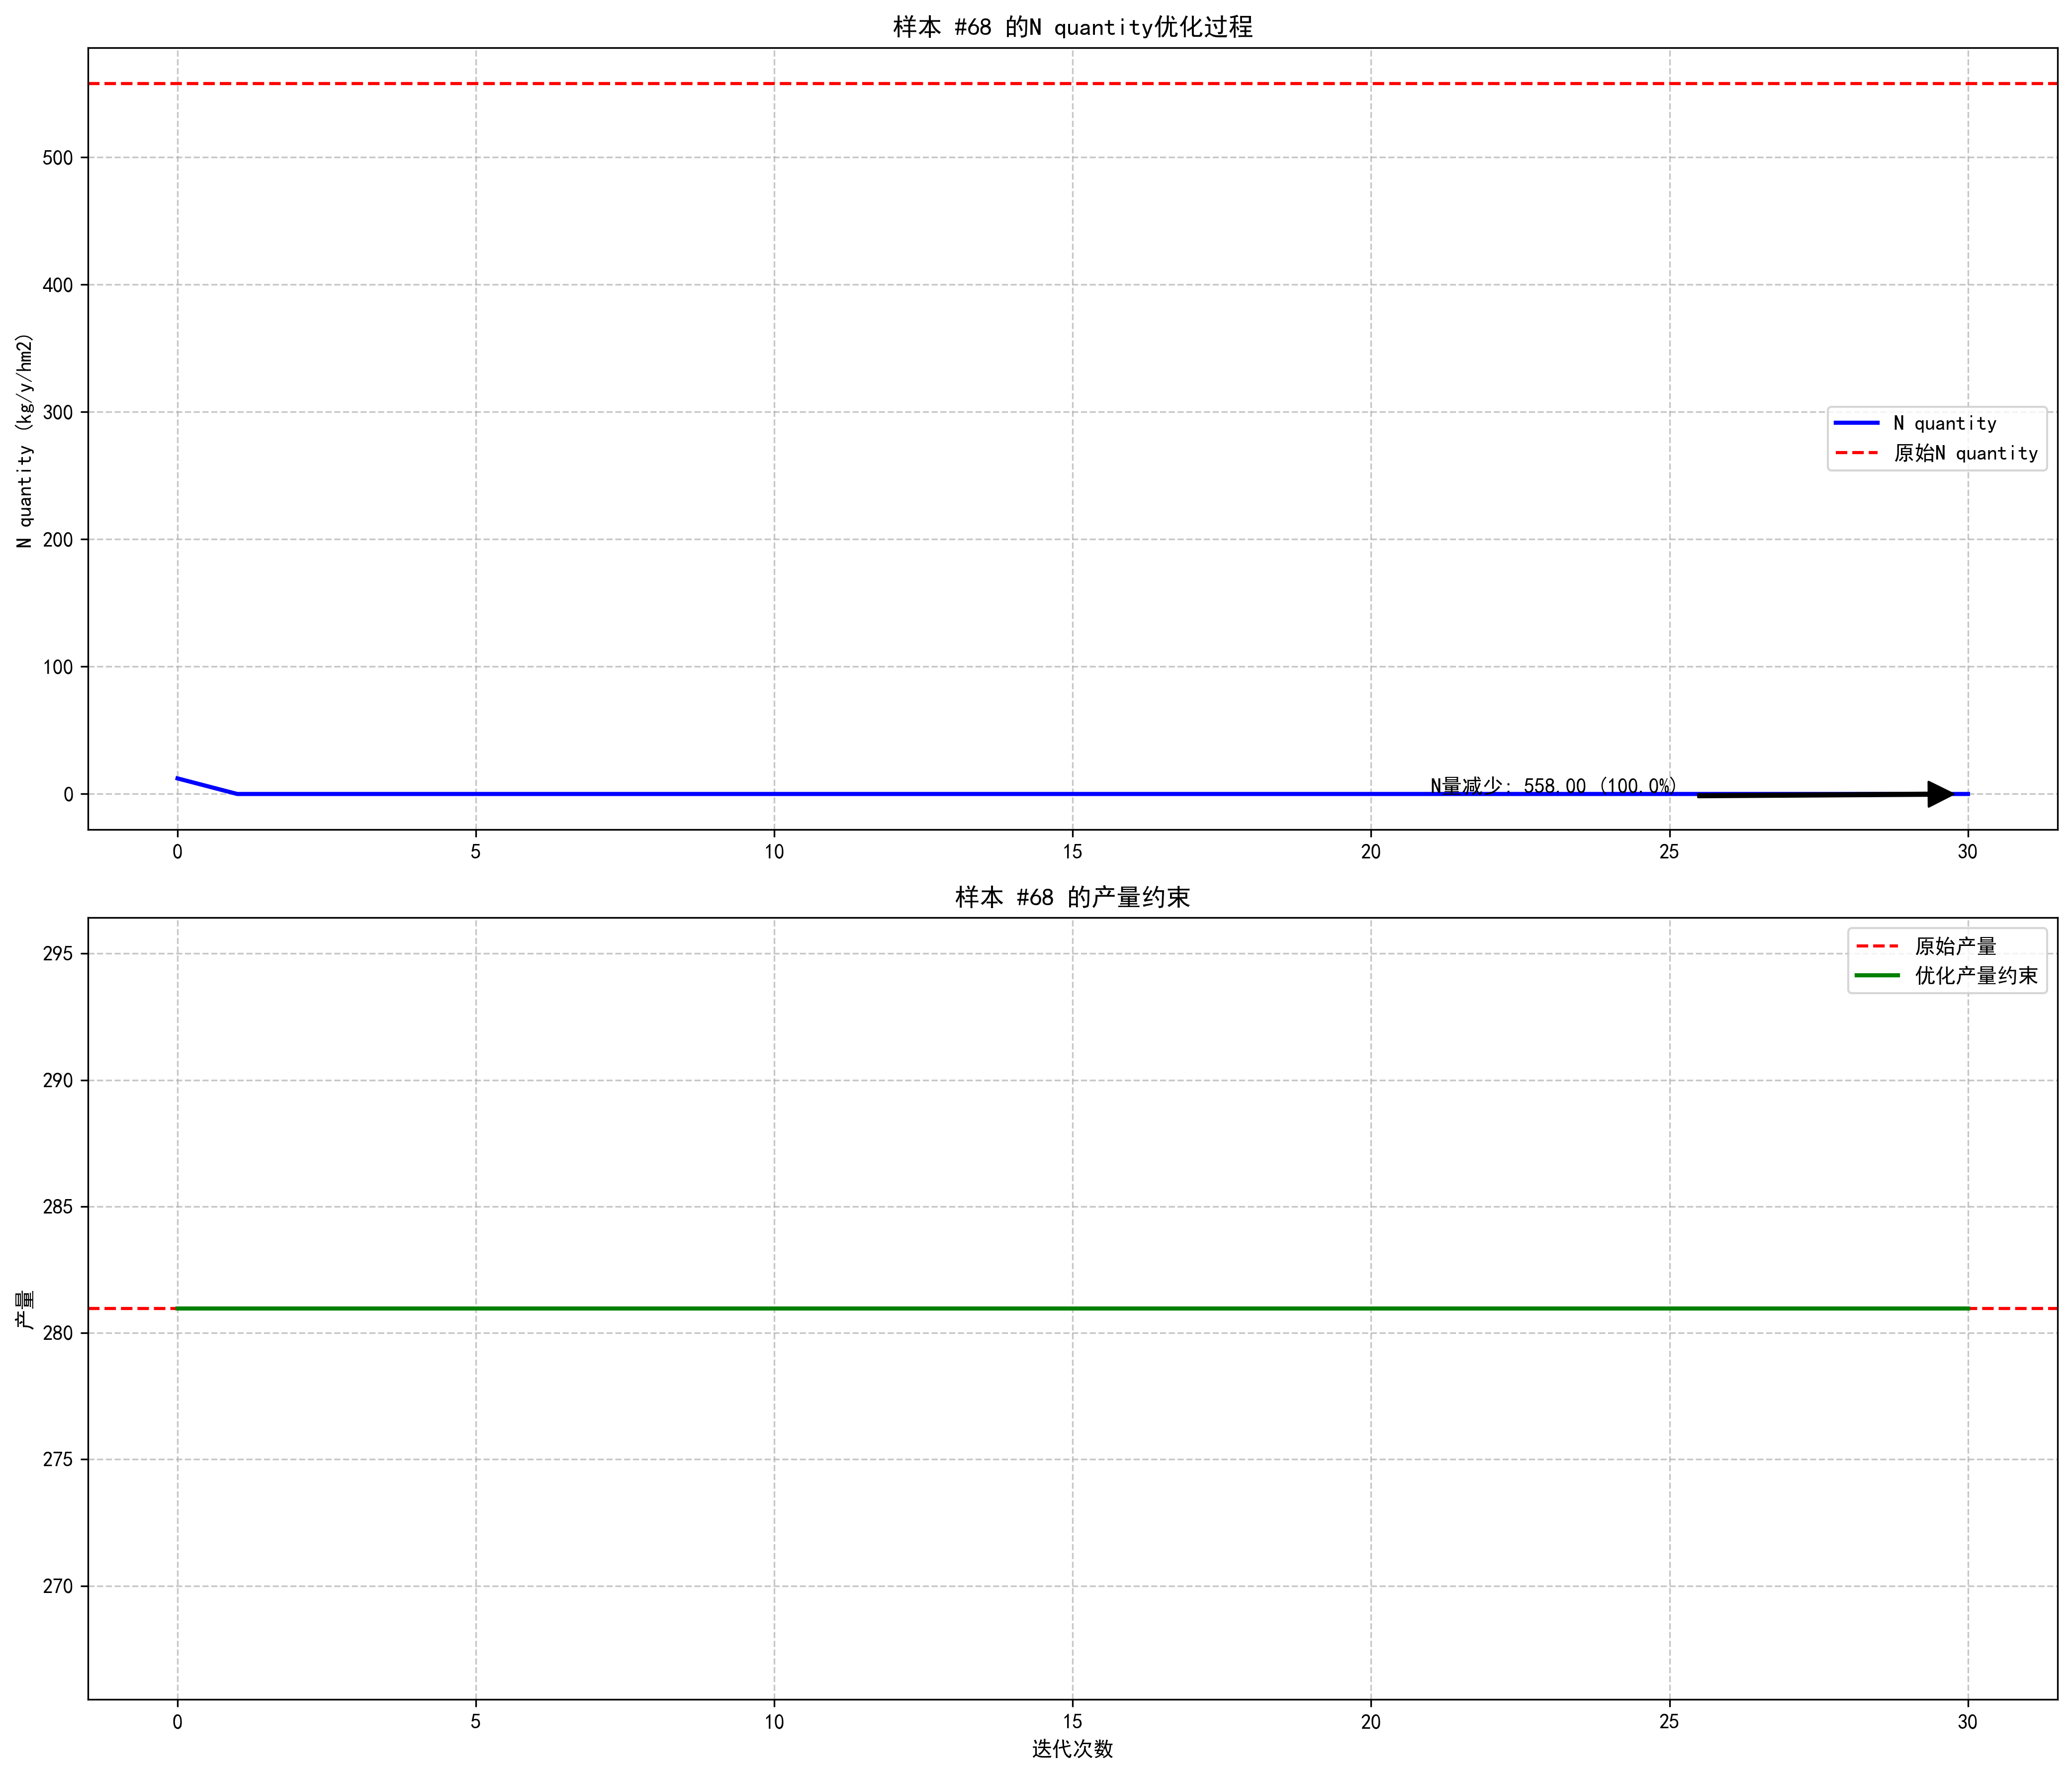 样本 #68 的N quantity优化过程
N quantity (kg/y/hm2)
500
400
300
200
100
0
N quantity
原始N quantity
N量减少: 558.00 (100.0%)
0 5 10 15 20 25 30
样本 #68 的产量约束
产量
295
290
285
280
275
270
原始产量
优化产量约束
0 5 10 15 20 25 30
迭代次数